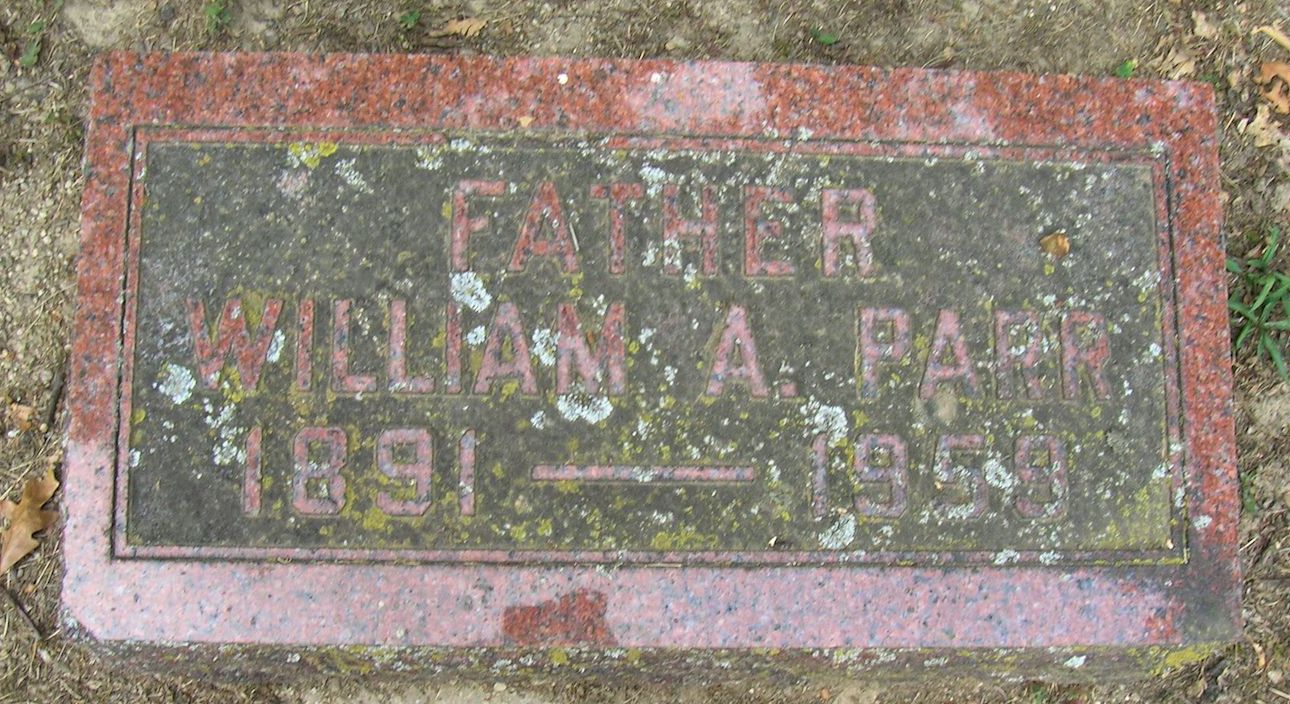 FATHER
WILLIAM A. PARR
1891 — 1959